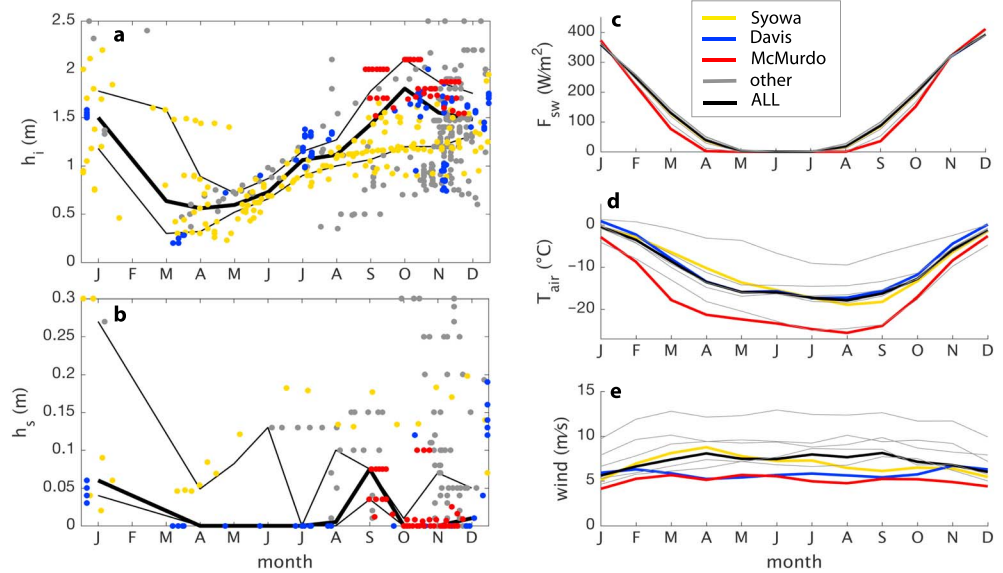 a
2.5
2
1.5
1
0.5
0
h_i (m)
J F M A M J J A S O N D
b
0.3
0.25
0.2
0.15
0.1
0.05
0
h_s (m)
J F M A M J J A S O N D
month
c
Syowa
Davis
McMurdo
other
ALL
400
300
200
100
0
F_sw (W/m²)
J F M A M J J A S O N D
d
0
−10
−20
T_air (°C)
J F M A M J J A S O N D
e
15
10
5
0
wind (m/s)
J F M A M J J A S O N D
month